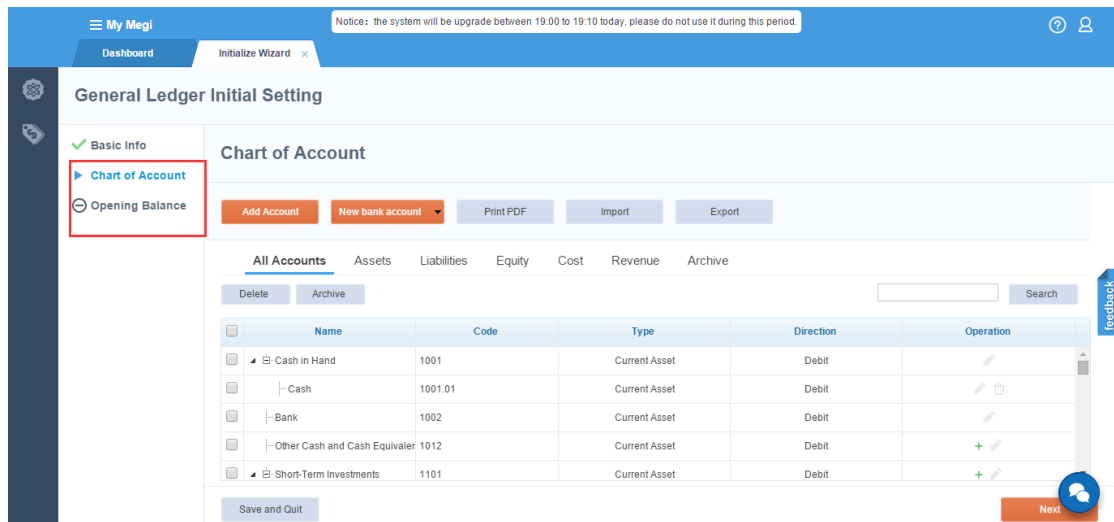 My Megi
Notice: the system will be upgrade between 19:00 to 19:10 today, please do not use it during this period.
Dashboard
Initialize Wizard ×
General Ledger Initial Setting
Basic Info
Chart of Account
Opening Balance
Chart of Account
Add Account New bank account Print PDF Import Export
All Accounts Assets Liabilities Equity Cost Revenue Archive
Delete Archive Search
feedback
Name Code Type Direction Operation
Cash in Hand 1001 Current Asset Debit
Cash 1001.01 Current Asset Debit
Bank 1002 Current Asset Debit
Other Cash and Cash Equivaler 1012 Current Asset Debit +
Short-Term Investments 1101 Current Asset Debit +
Save and Quit Next